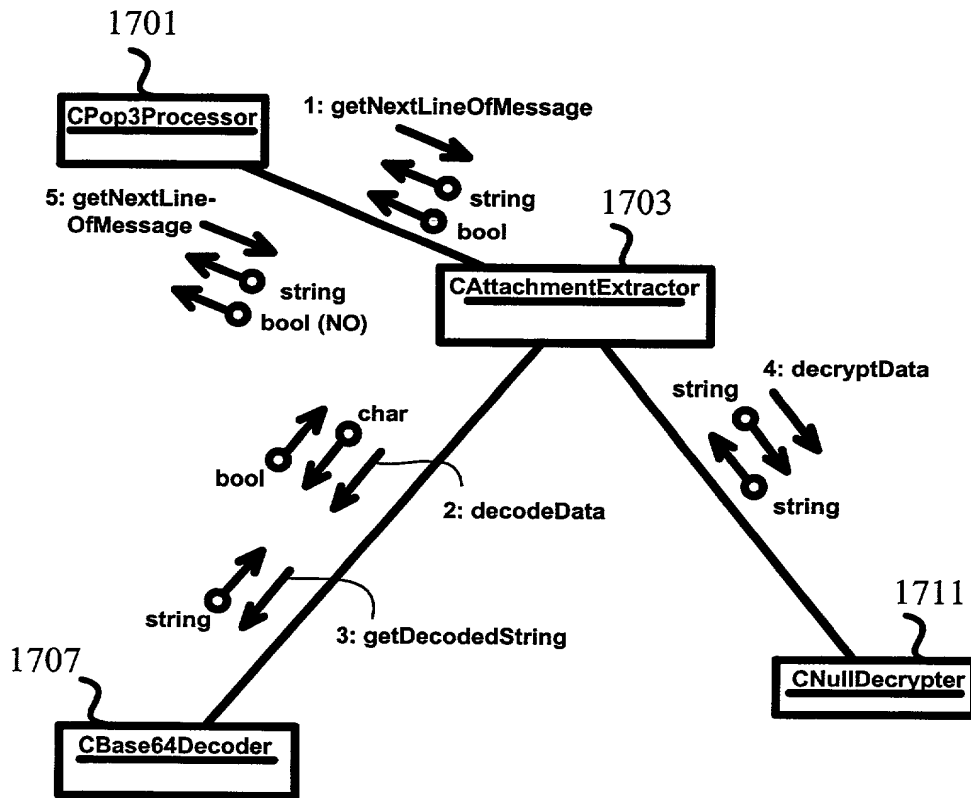 1701
CPop3Processor
1: getNextLineOfMessage
string
bool
5: getNextLine-
OfMessage
string
bool (NO)
1703
CAttachmentExtractor
4: decryptData
string
string
char
bool
2: decodeData
string
3: getDecodedString
1711
CNullDecrypter
1707
CBase64Decoder